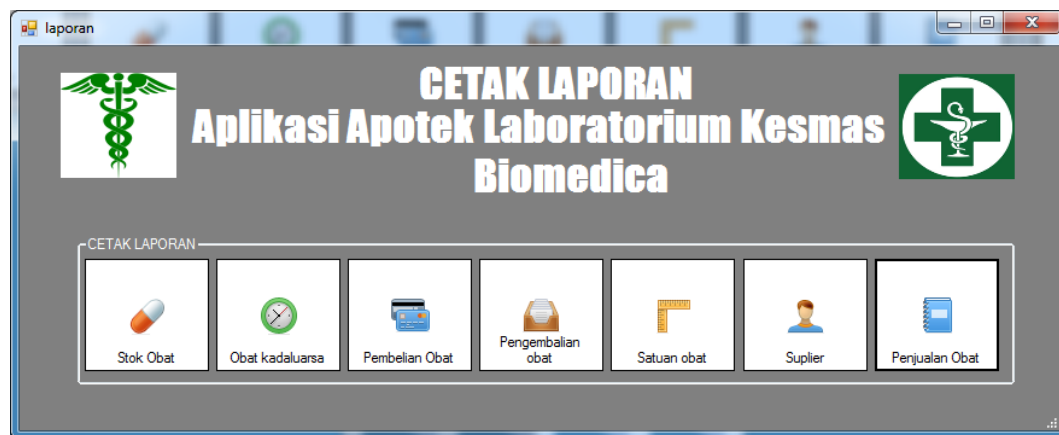 laporan
CETAK LAPORAN
Aplikasi Apotek Laboratorium Kesmas
Biomedica
CETAK LAPORAN
Stok Obat
Obat kadaluarsa
Pembelian Obat
Pengembalian
obat
Satuan obat
Suplier
Penjualan Obat